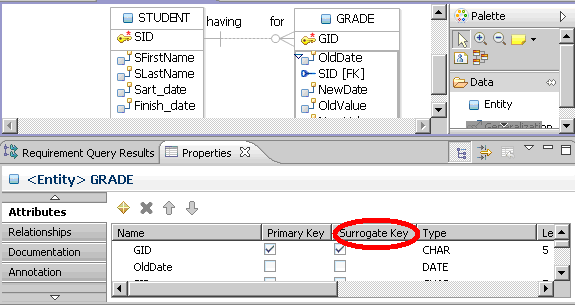 STUDENT
having
for
GRADE
Palette
SID
GID
SFirstName
SLastName
Sart_date
Finish_date
OldDate
SID [FK]
NewDate
OldValue
Data
Entity
Requirement Query Results
Properties
<Entity> GRADE
Attributes
Relationships
Documentation
Annotation
Name Primary Key Surrogate Key Type Le
GID CHAR 5
OldDate DATE